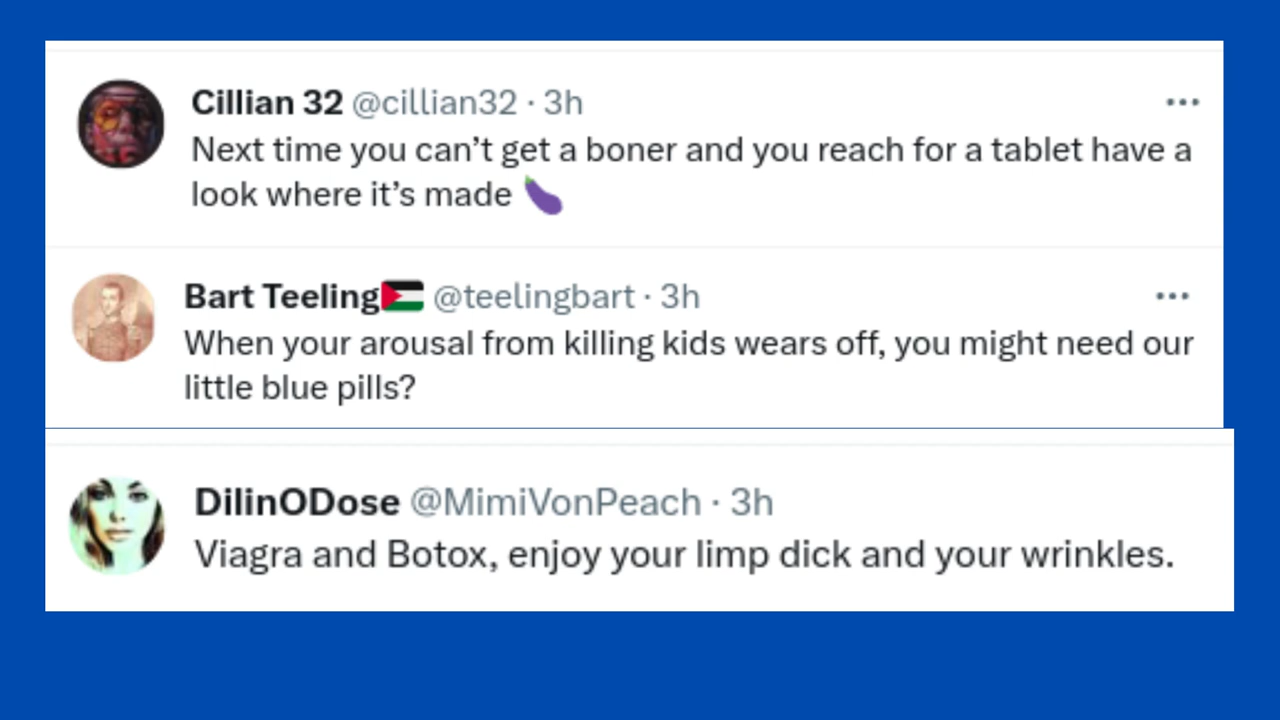 Cillian 32 @cillian32 · 3h
Next time you can’t get a boner and you reach for a tablet have a
look where it’s made 🍆
Bart Teeling🇵🇸 @teelingbart · 3h
When your arousal from killing kids wears off, you might need our
little blue pills?
DilinODose @MimiVonPeach · 3h
Viagra and Botox, enjoy your limp dick and your wrinkles.